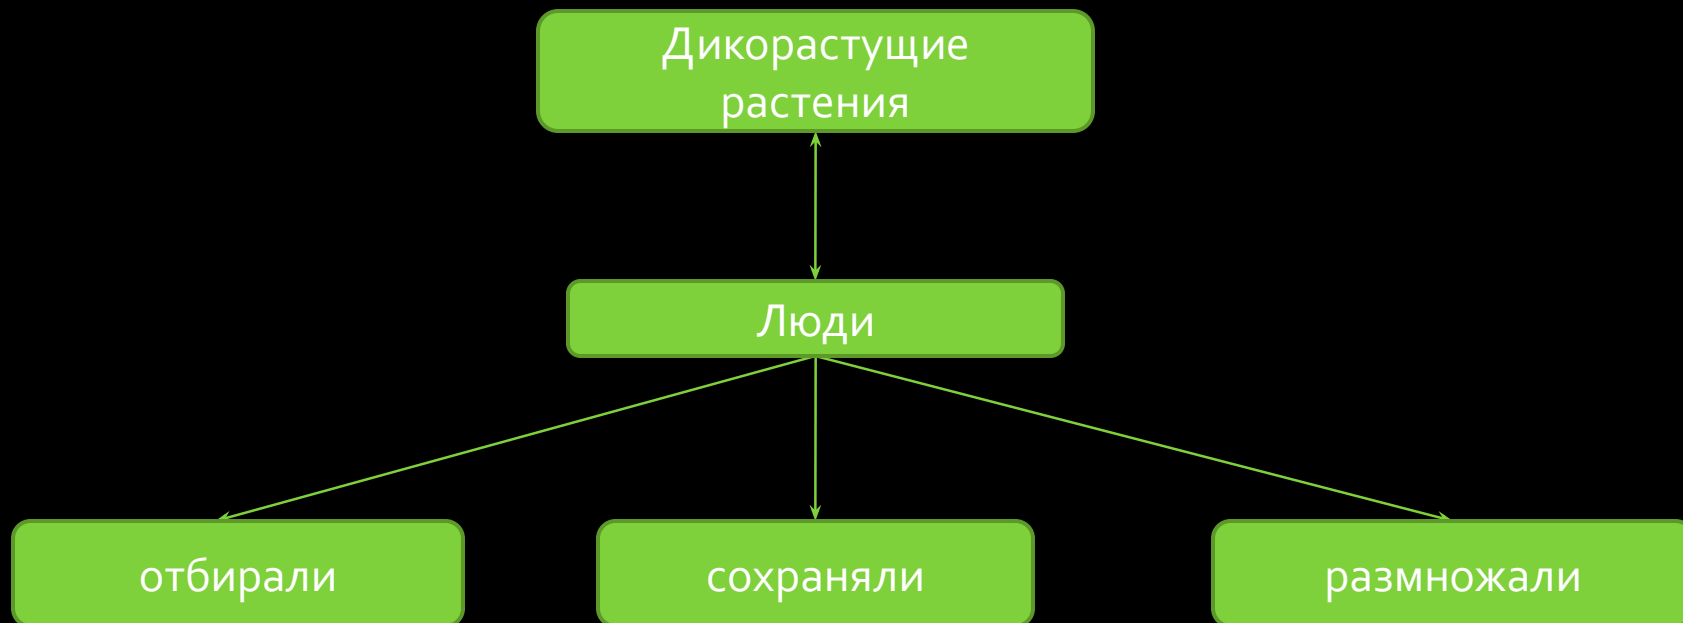 Дикорастущие
растения
Люди
отбирали
сохраняли
размножали